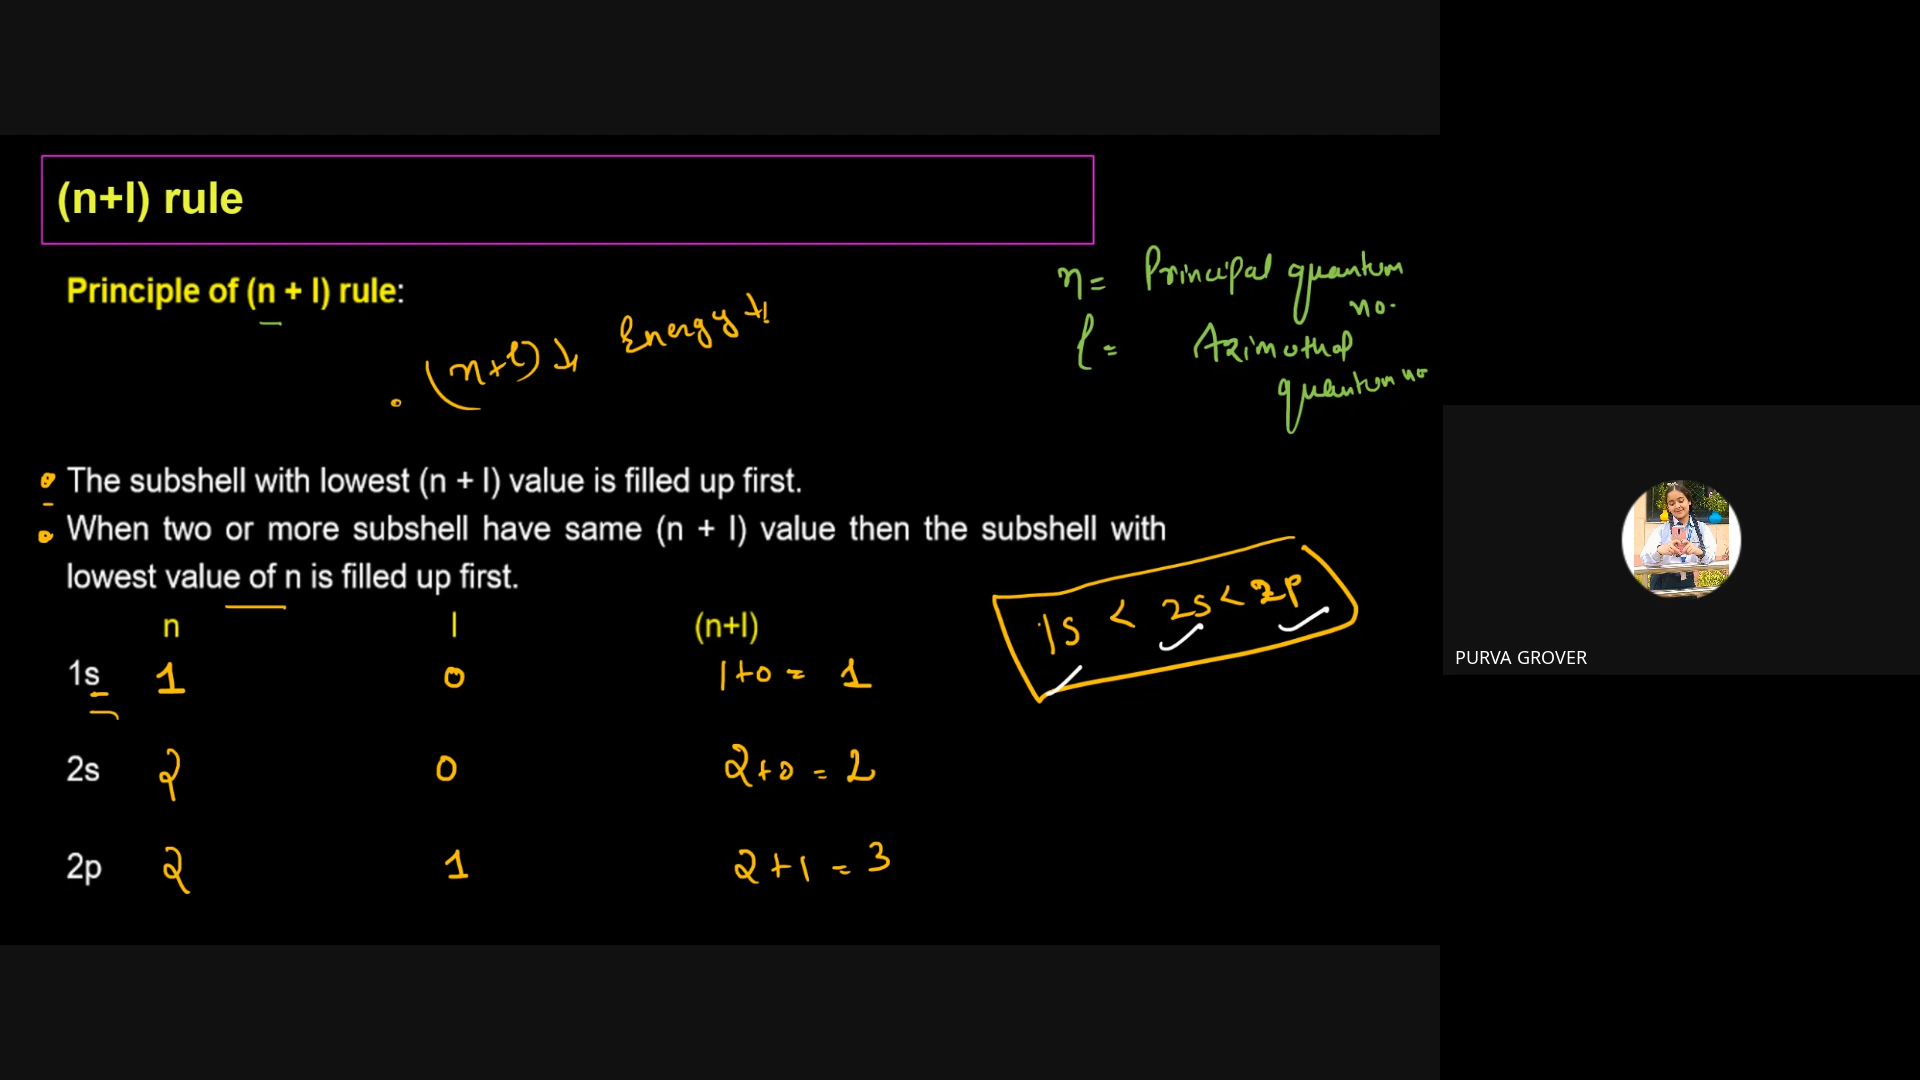 (n+l) rule
Principle of (n + l) rule:
n = Principal quantum
no.
l = Azimuthal
quantum no
(n+l) ↓ Energy ↓
The subshell with lowest (n + l) value is filled up first.
When two or more subshell have same (n + l) value then the subshell with
lowest value of n is filled up first.
1s < 2s < 2p
n l (n+l)
1s 1 0 1+0 = 1
2s 2 0 2+0 = 2
2p 2 1 2+1 = 3
PURVA GROVER